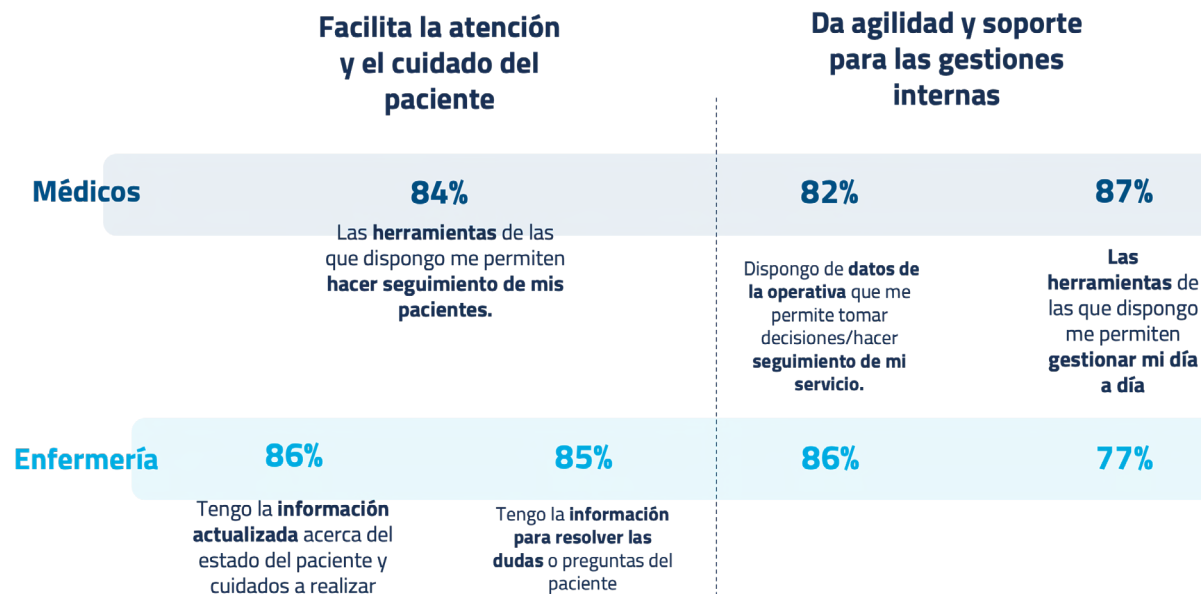 Facilita la atención
y el cuidado del
paciente
Da agilidad y soporte
para las gestiones
internas
Médicos
84%
82%
87%
Las herramientas de las
que dispongo me permiten
hacer seguimiento de mis
pacientes.
Dispongo de datos de
la operativa que me
permite tomar
decisiones/hacer
seguimiento de mi
servicio.
Las
herramientas de
las que dispongo
me permiten
gestionar mi día
a día
Enfermería
86%
85%
86%
77%
Tengo la información
actualizada acerca del
estado del paciente y
cuidados a realizar
Tengo la información
para resolver las
dudas o preguntas del
paciente